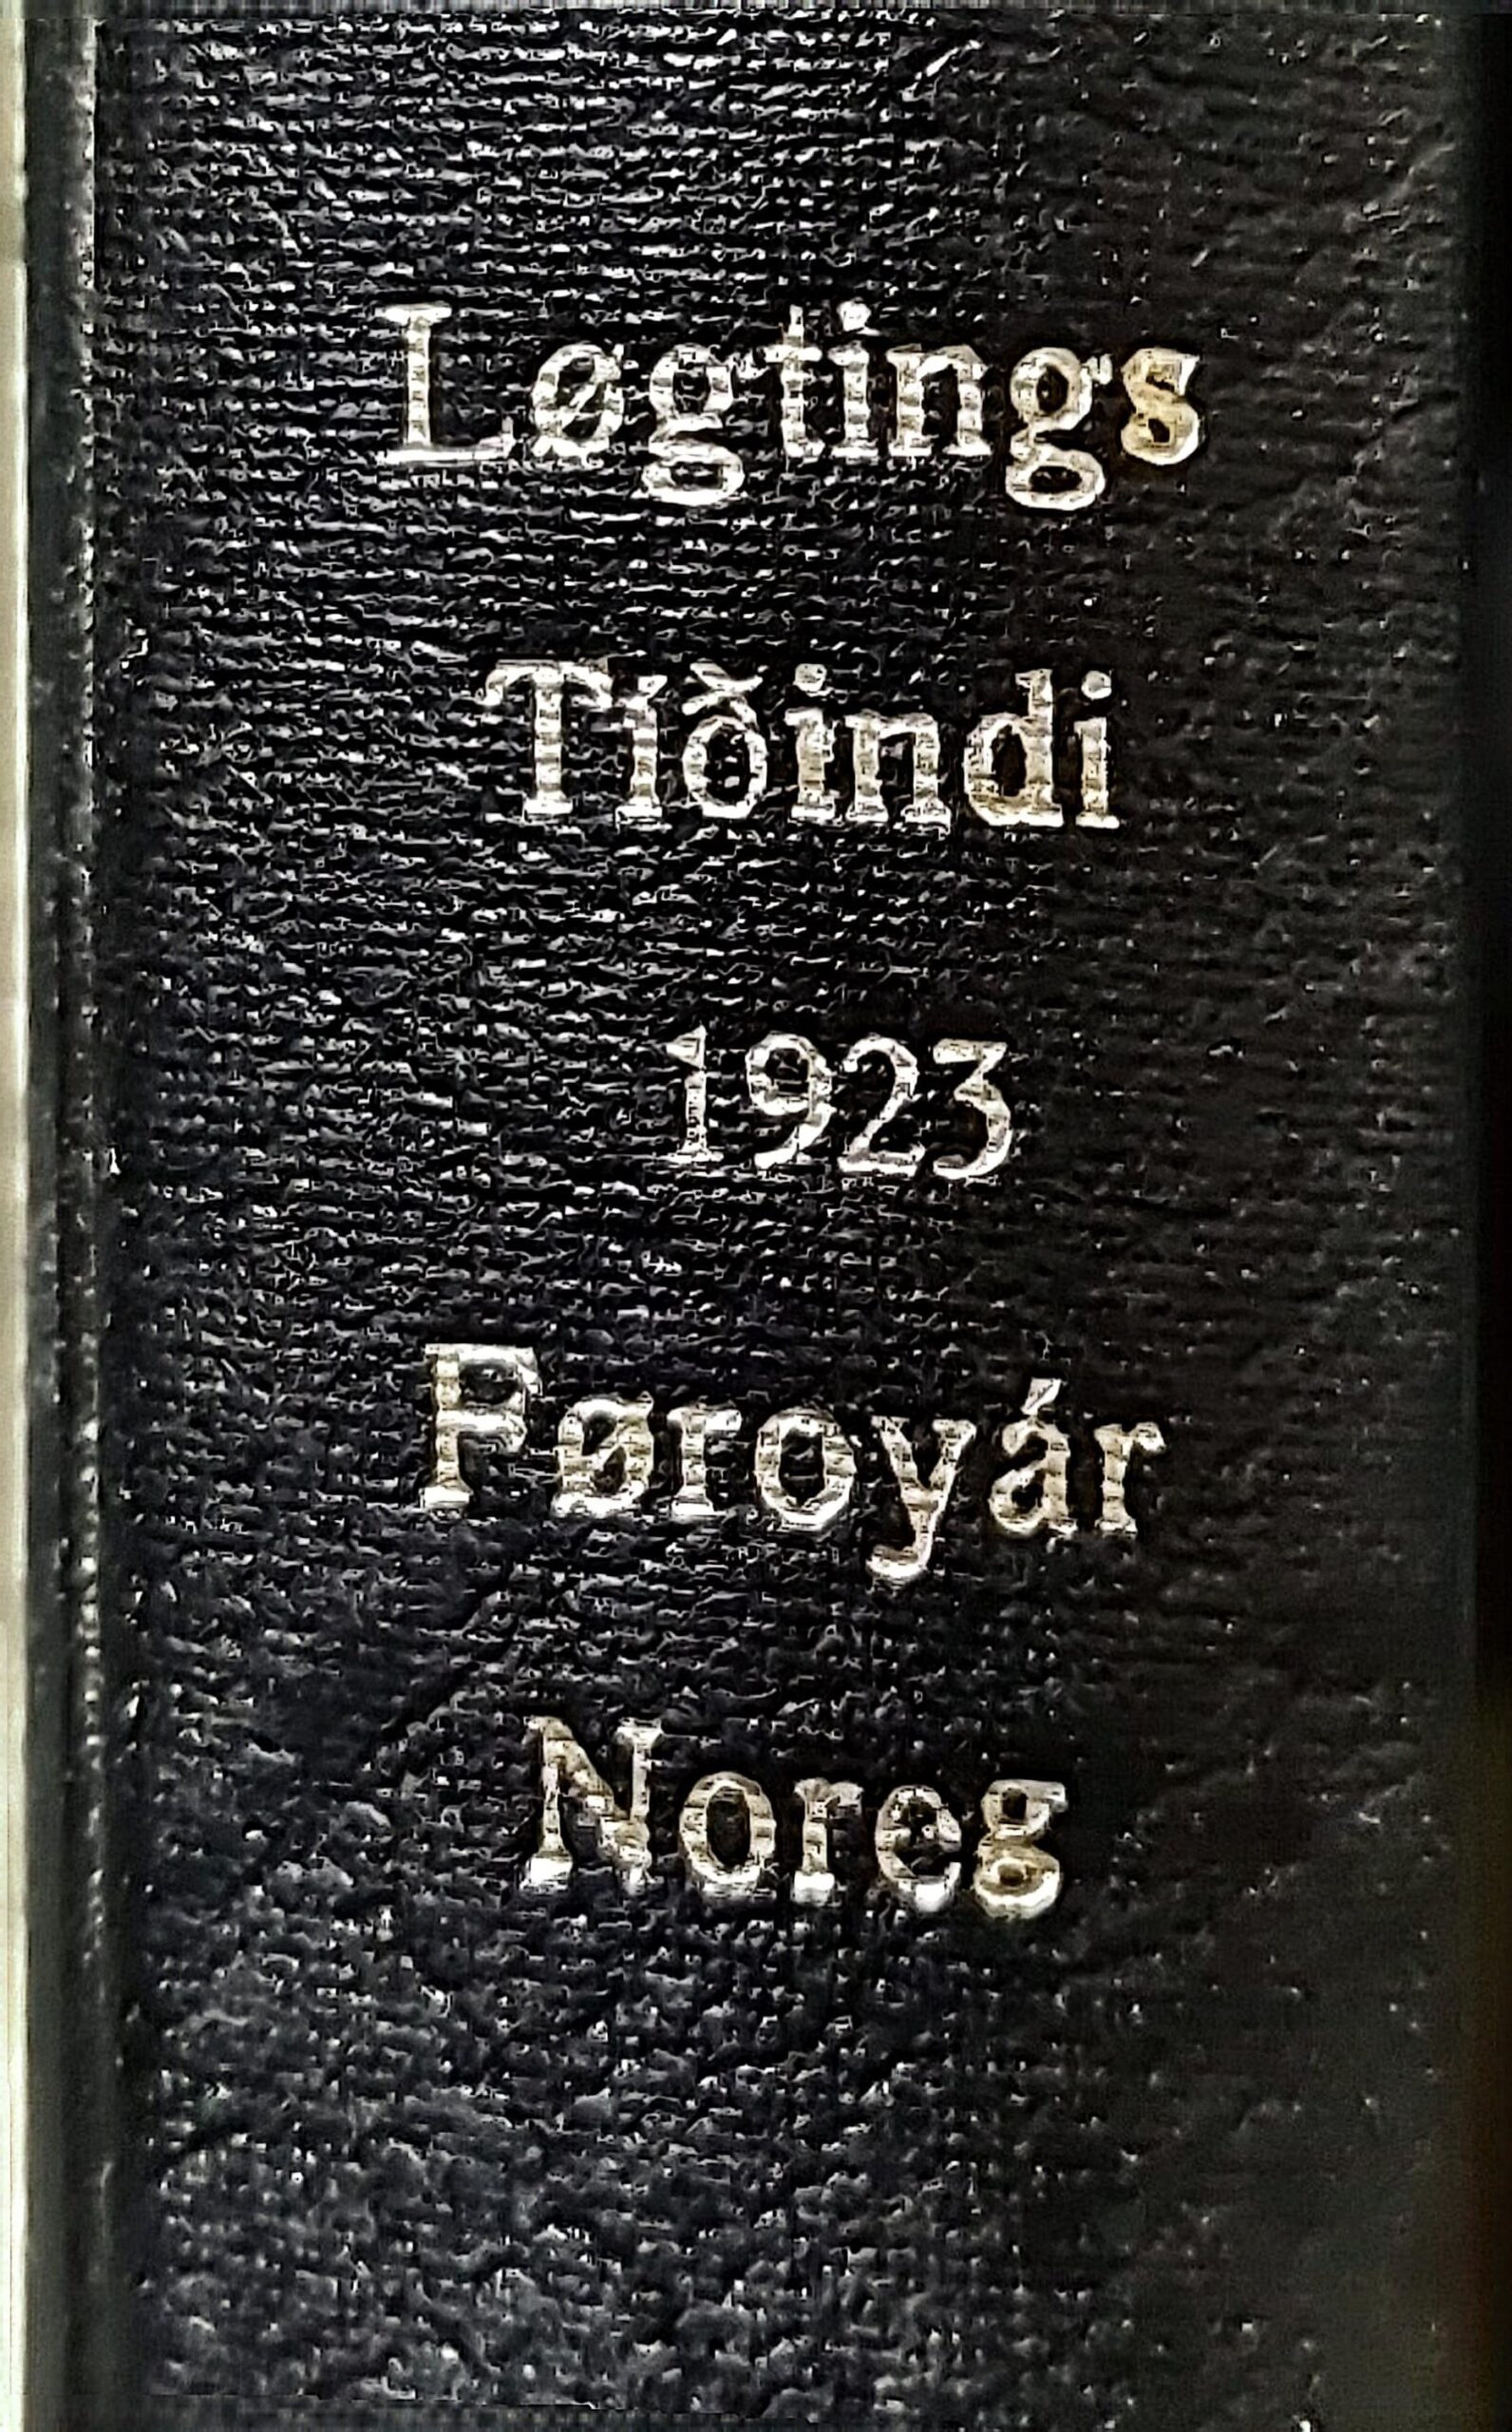 Løgtings
Tíðindi
1923
Føroyár
Noreg